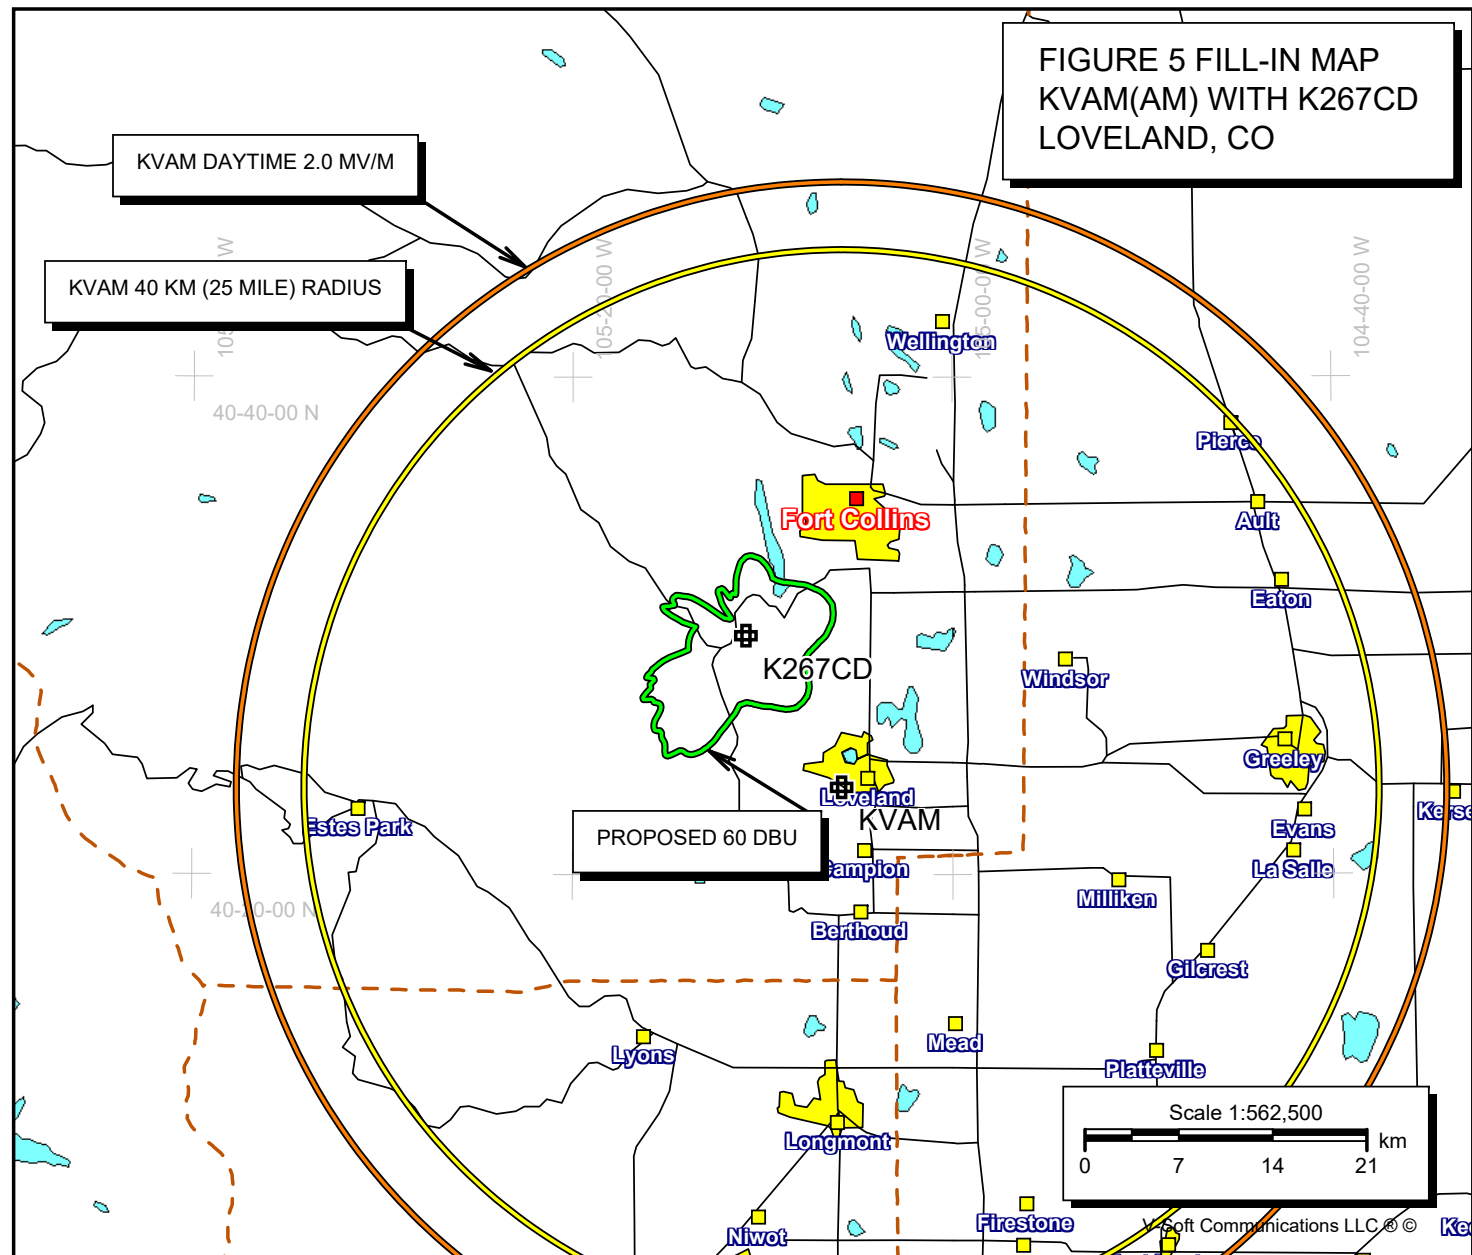 FIGURE 5 FILL-IN MAP
KVAM(AM) WITH K267CD
LOVELAND, CO
KVAM DAYTIME 2.0 MV/M
KVAM 40 KM (25 MILE) RADIUS
W
105-20-00 W
104-40-00 W
40-40-00 N
Wellington
Pierce
Fort Collins
Ault
Eaton
K267CD
Windsor
Greeley
Loveland
KVAM
Estes Park
Evans
PROPOSED 60 DBU
La Salle
Milliken
40-20-00 N
Berthoud
Gilcrest
Mead
Lyons
Platteville
Scale 1:562,500
km
0 7 14 21
Longmont
Firestone
Niwot
V-Soft Communications LLC ® ©